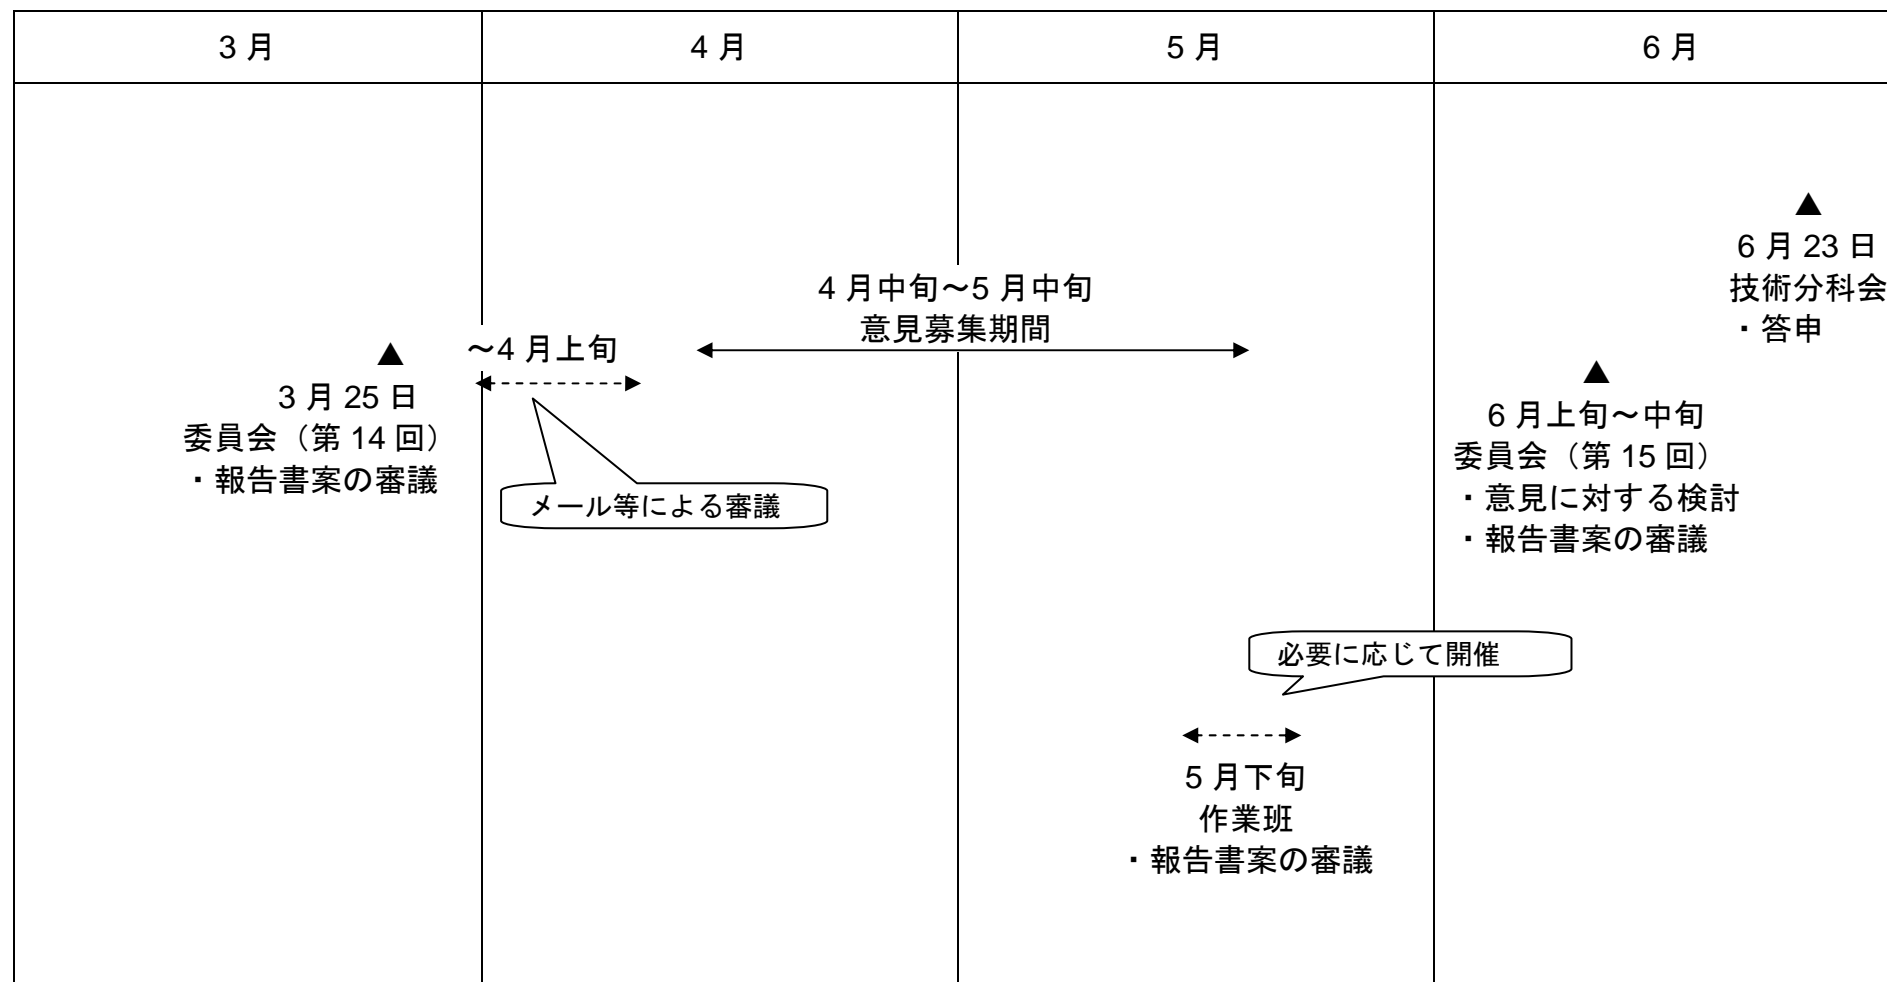 3月
4月
5月
6月
▲
3月25日
委員会（第14回）
・報告書案の審議
～4月上旬
メール等による審議
4月中旬～5月中旬
意見募集期間
必要に応じて開催
5月下旬
作業班
・報告書案の審議
▲
6月上旬～中旬
委員会（第15回）
・意見に対する検討
・報告書案の審議
▲
6月23日
技術分科会
・答申